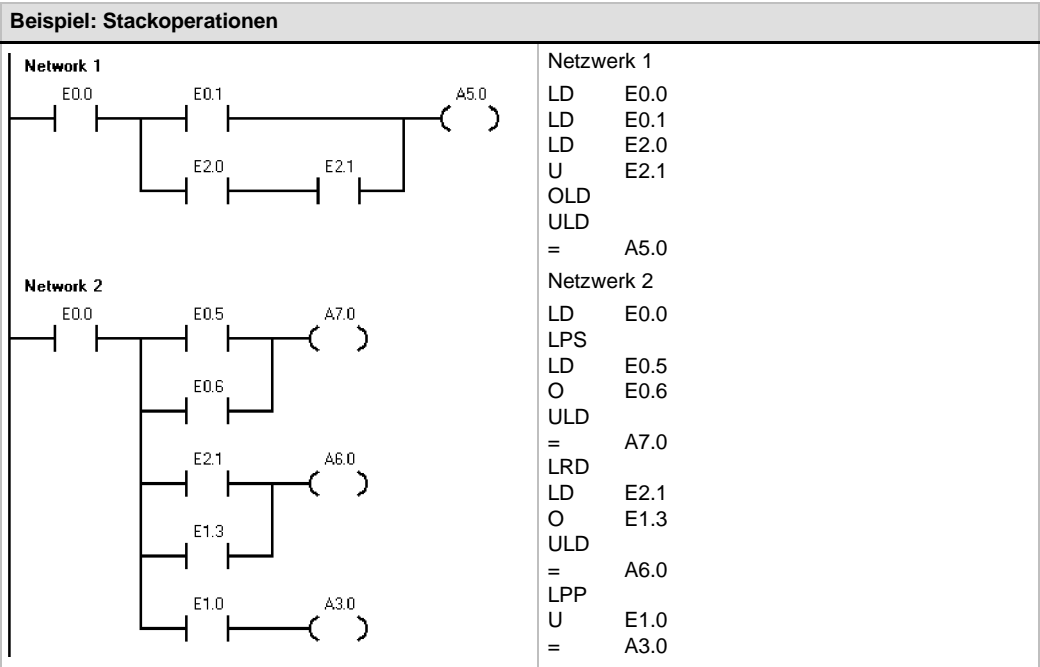 Beispiel: Stackoperationen
Network 1
E0.0 E0.1 A5.0
E2.0 E2.1
Network 2
E0.0 E0.5 A7.0
E0.6
E2.1 A6.0
E1.3
E1.0 A3.0
Netzwerk 1
LD E0.0
LD E0.1
LD E2.0
U E2.1
OLD
ULD
= A5.0
Netzwerk 2
LD E0.0
LPS
LD E0.5
O E0.6
ULD
= A7.0
LRD
LD E2.1
O E1.3
ULD
= A6.0
LPP
U E1.0
= A3.0